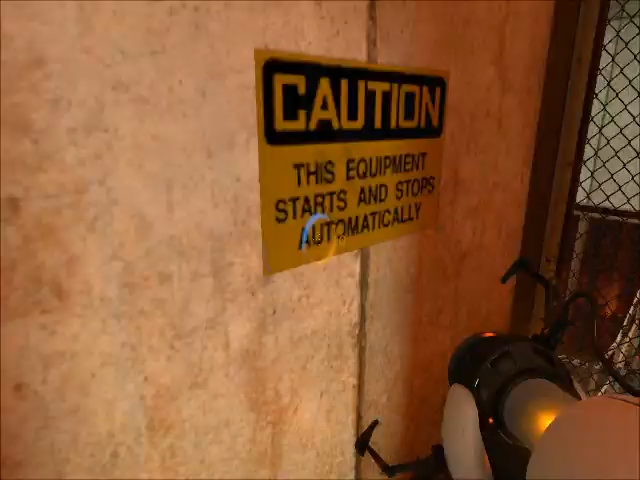 CAUTION
THIS EQUIPMENT
STARTS AND STOPS
AUTOMATICALLY